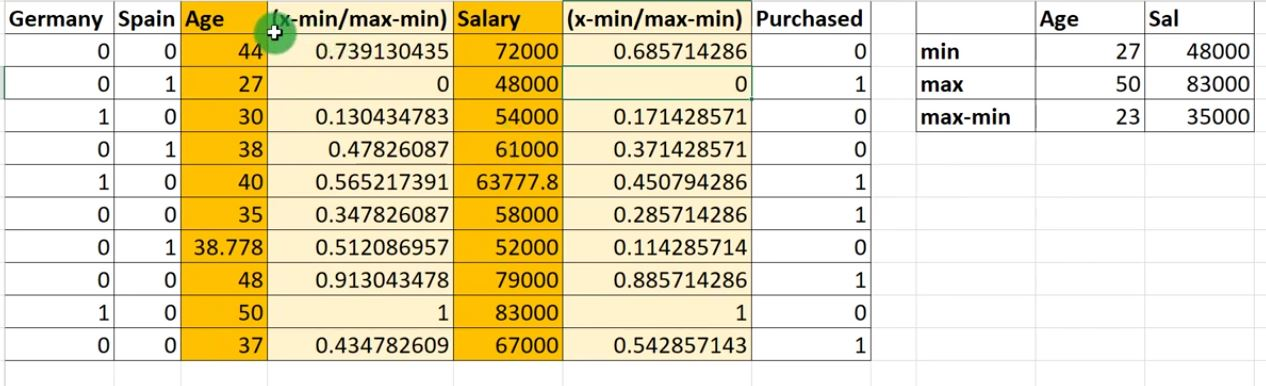 Germany Spain Age (x-min/max-min) Salary (x-min/max-min) Purchased Age Sal
0 0 44 0.739130435 72000 0.685714286 0 min 27 48000
0 1 27 0 48000 0 1 max 50 83000
1 0 30 0.130434783 54000 0.171428571 0 max-min 23 35000
0 1 38 0.47826087 61000 0.371428571 0
1 0 40 0.565217391 63777.8 0.450794286 1
0 0 35 0.347826087 58000 0.285714286 1
0 1 38.778 0.512086957 52000 0.114285714 0
0 0 48 0.913043478 79000 0.885714286 1
1 0 50 1 83000 1 0
0 0 37 0.434782609 67000 0.542857143 1